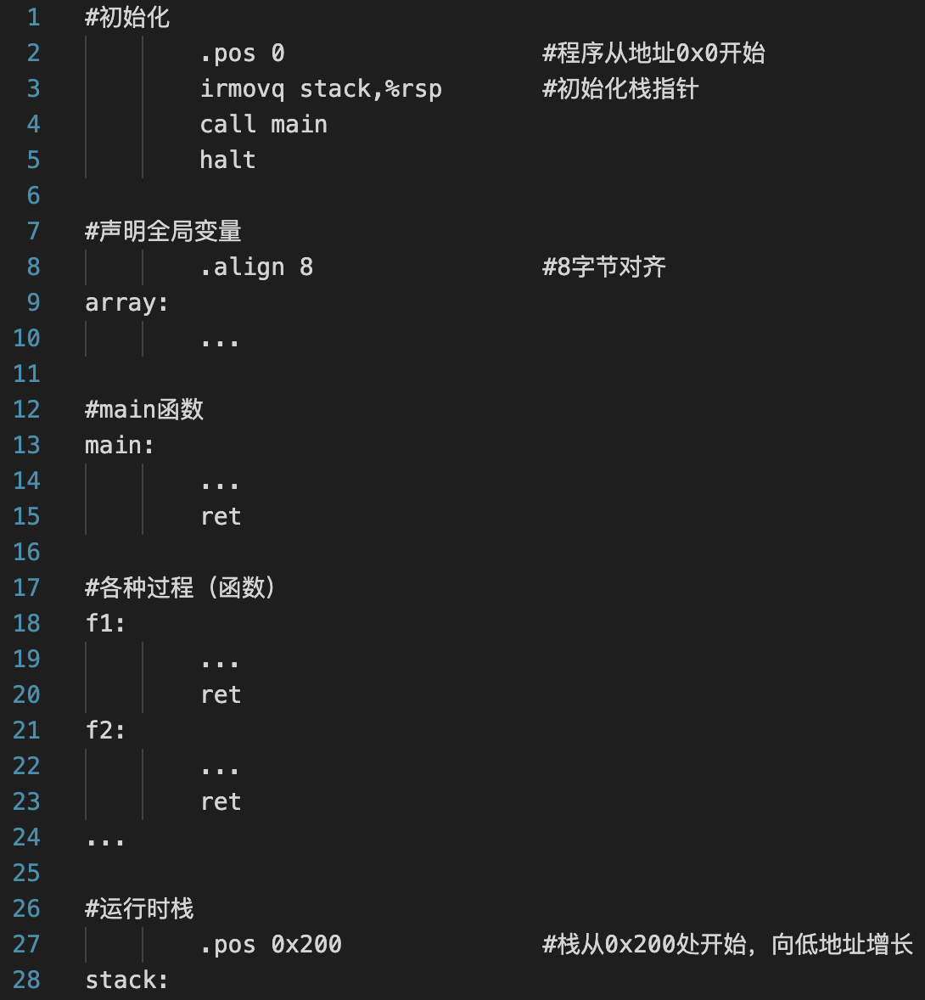 1 #初始化
2 .pos 0 #程序从地址0x0开始
3 irmovq stack,%rsp #初始化栈指针
4 call main
5 halt
6
7 #声明全局变量
8 .align 8 #8字节对齐
9 array:
10 ...
11
12 #main函数
13 main:
14 ...
15 ret
16
17 #各种过程（函数）
18 f1:
19 ...
20 ret
21 f2:
22 ...
23 ret
24 ...
25
26 #运行时栈
27 .pos 0x200 #栈从0x200处开始，向低地址增长
28 stack: